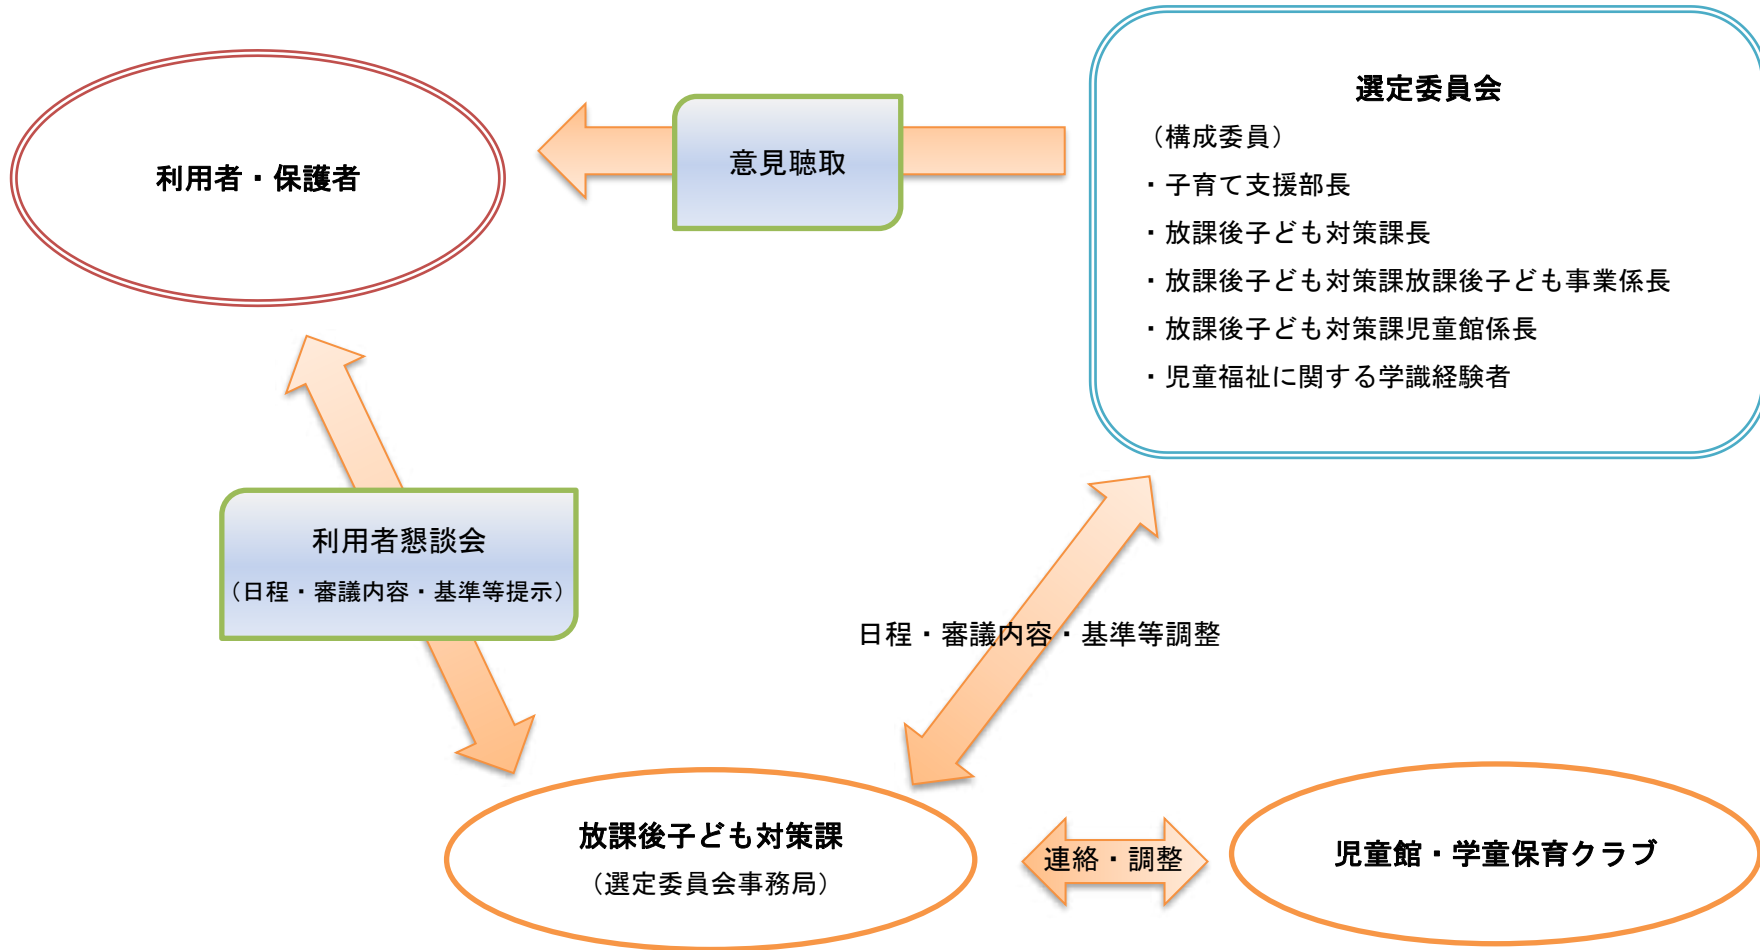 選定委員会
（構成委員）
・子育て支援部長
・放課後子ども対策課長
・放課後子ども対策課放課後子ども事業係長
・放課後子ども対策課児童館係長
・児童福祉に関する学識経験者
意見聴取
利用者・保護者
利用者懇談会
（日程・審議内容・基準等提示）
日程・審議内容・基準等調整
放課後子ども対策課
（選定委員会事務局）
連絡・調整
児童館・学童保育クラブ